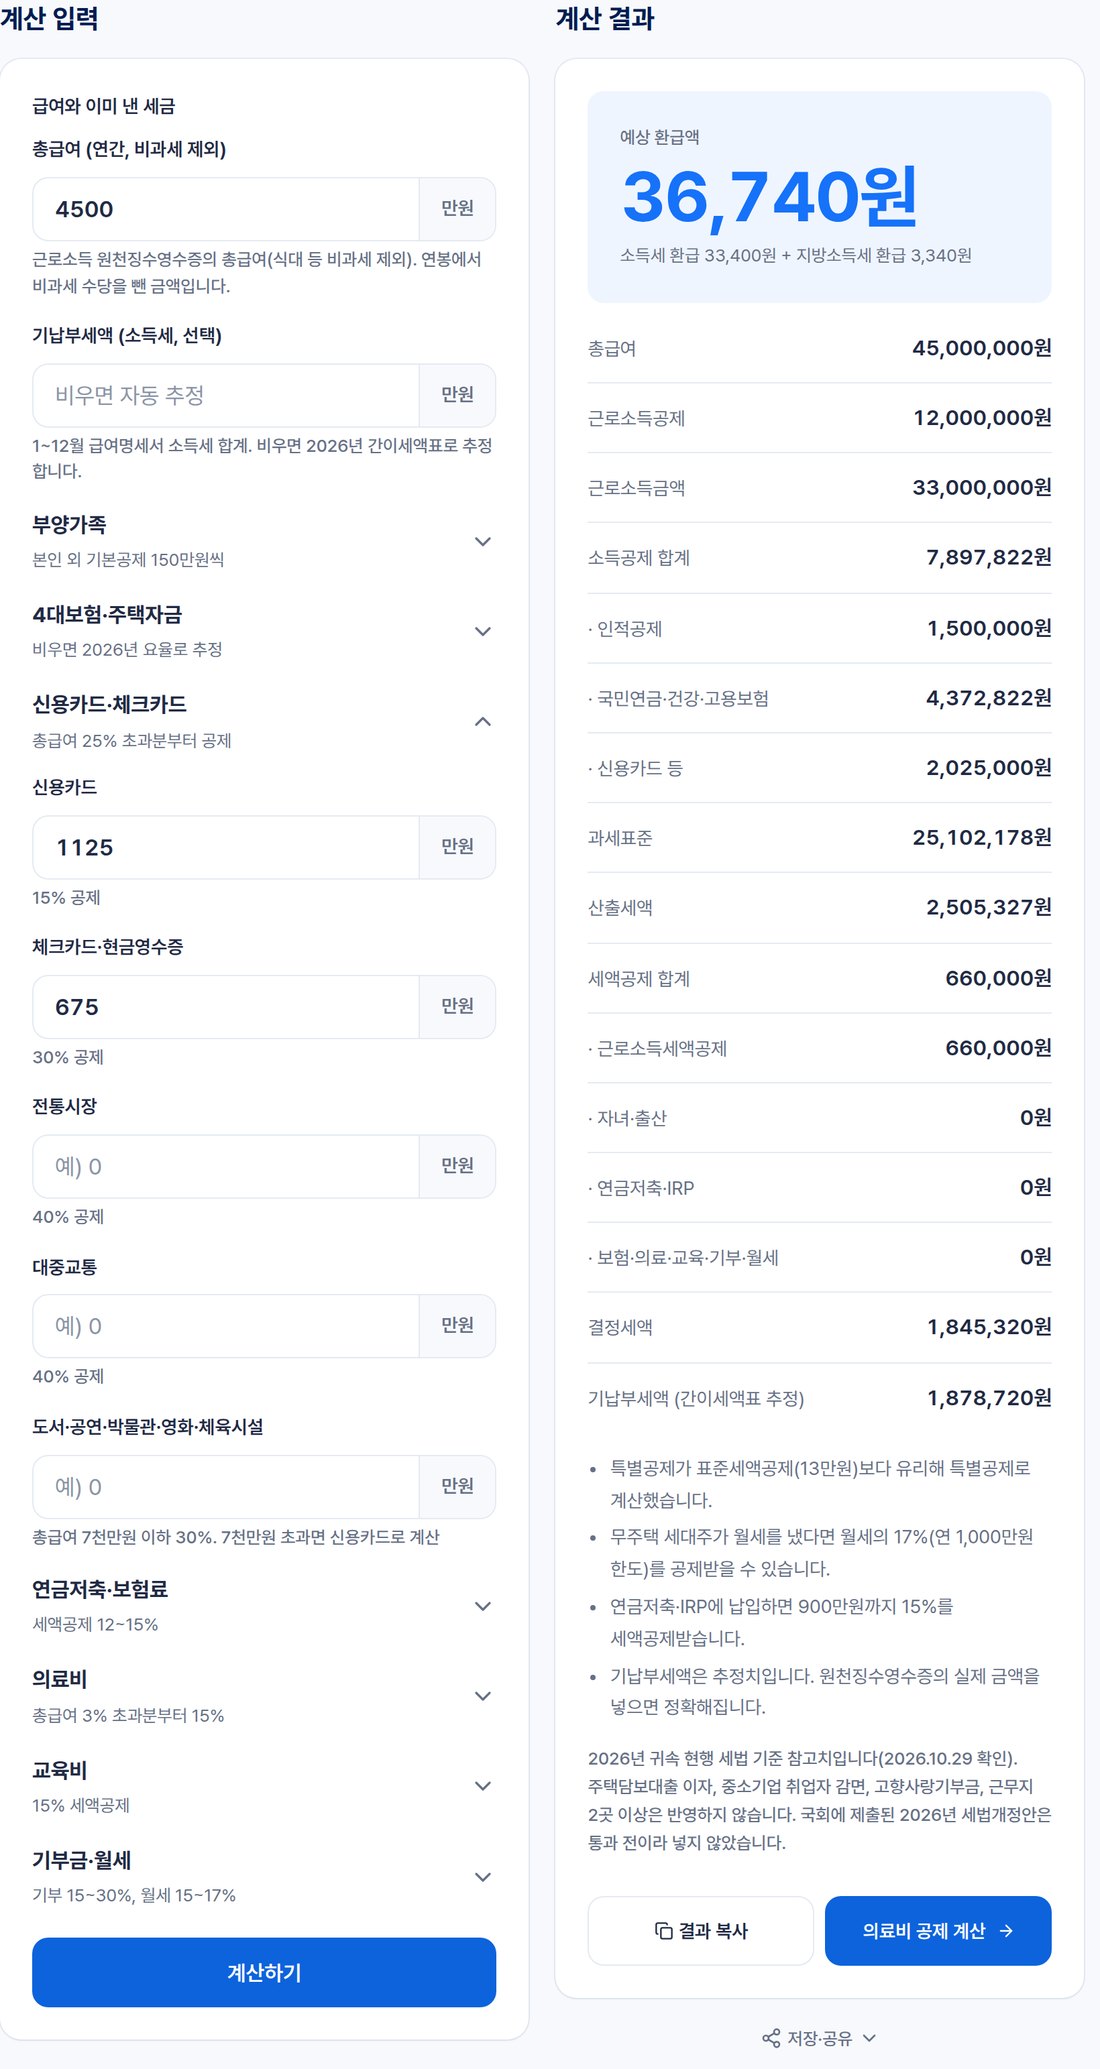 계산 입력
급여와 이미 낸 세금
총급여 (연간, 비과세 제외)
4500 만원
근로소득 원천징수영수증의 총급여(식대 등 비과세 제외). 연봉에서
비과세 수당을 뺀 금액입니다.
기납부세액 (소득세, 선택)
비우면 자동 추정 만원
1~12월 급여명세서 소득세 합계. 비우면 2026년 간이세액표로 추정
합니다.
부양가족
본인 외 기본공제 150만원씩
4대보험·주택자금
비우면 2026년 요율로 추정
신용카드·체크카드
총급여 25% 초과분부터 공제
신용카드
1125 만원
15% 공제
체크카드·현금영수증
675 만원
30% 공제
전통시장
예) 0 만원
40% 공제
대중교통
예) 0 만원
40% 공제
도서·공연·박물관·영화·체육시설
예) 0 만원
총급여 7천만원 이하 30%. 7천만원 초과면 신용카드로 계산
연금저축·보험료
세액공제 12~15%
의료비
총급여 3% 초과분부터 15%
교육비
15% 세액공제
기부금·월세
기부 15~30%, 월세 15~17%
계산하기
계산 결과
예상 환급액
36,740원
소득세 환급 33,400원 + 지방소득세 환급 3,340원
총급여 45,000,000원
근로소득공제 12,000,000원
근로소득금액 33,000,000원
소득공제 합계 7,897,822원
· 인적공제 1,500,000원
· 국민연금·건강·고용보험 4,372,822원
· 신용카드 등 2,025,000원
과세표준 25,102,178원
산출세액 2,505,327원
세액공제 합계 660,000원
· 근로소득세액공제 660,000원
· 자녀·출산 0원
· 연금저축·IRP 0원
· 보험·의료·교육·기부·월세 0원
결정세액 1,845,320원
기납부세액 (간이세액표 추정) 1,878,720원
• 특별공제가 표준세액공제(13만원)보다 유리해 특별공제로
계산했습니다.
• 무주택 세대주가 월세를 냈다면 월세의 17%(연 1,000만원
한도)를 공제받을 수 있습니다.
• 연금저축·IRP에 납입하면 900만원까지 15%를
세액공제받습니다.
• 기납부세액은 추정치입니다. 원천징수영수증의 실제 금액을
넣으면 정확해집니다.
2026년 귀속 현행 세법 기준 참고치입니다(2026.10.29 확인).
주택담보대출 이자, 중소기업 취업자 감면, 고향사랑기부금, 근무지
2곳 이상은 반영하지 않습니다. 국회에 제출된 2026년 세법개정안은
통과 전이라 넣지 않았습니다.
결과 복사
의료비 공제 계산 →
저장·공유